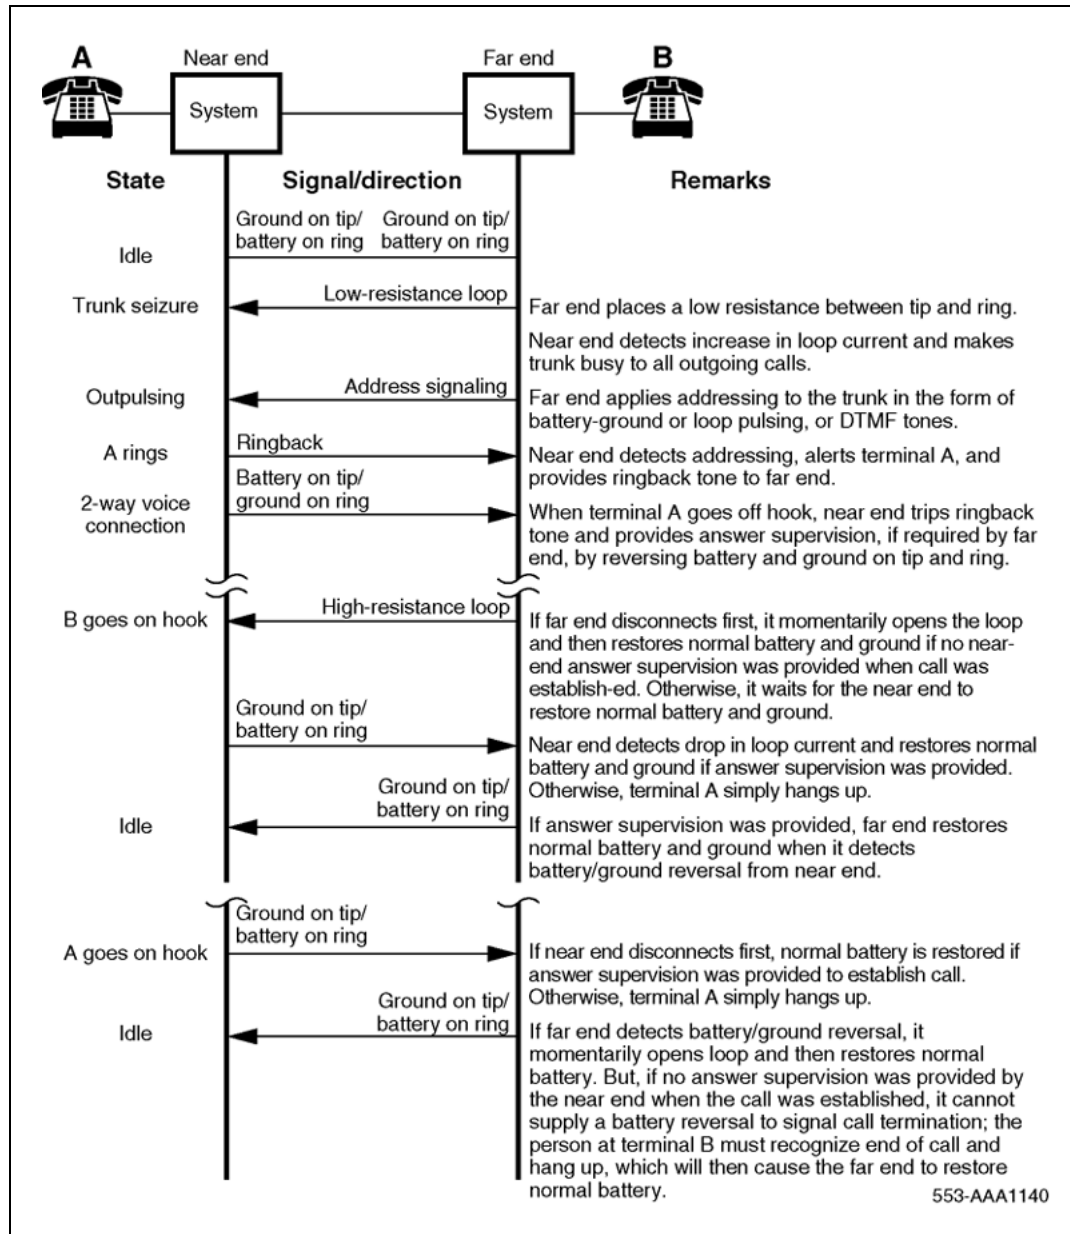 A
Near end
Far end
B
System
System
State
Signal/direction
Remarks
Ground on tip/
battery on ring
Ground on tip/
battery on ring
Idle
Trunk seizure
Low-resistance loop
Far end places a low resistance between tip and ring.
Near end detects increase in loop current and makes
trunk busy to all outgoing calls.
Outpulsing
Address signaling
Far end applies addressing to the trunk in the form of
battery-ground or loop pulsing, or DTMF tones.
A rings
Ringback
Near end detects addressing, alerts terminal A, and
provides ringback tone to far end.
2-way voice
connection
Battery on tip/
ground on ring
When terminal A goes off hook, near end trips ringback
tone and provides answer supervision, if required by far
end, by reversing battery and ground on tip and ring.
B goes on hook
High-resistance loop
If far end disconnects first, it momentarily opens the loop
and then restores normal battery and ground if no near-
end answer supervision was provided when call was
establish-ed. Otherwise, it waits for the near end to
restore normal battery and ground.
Ground on tip/
battery on ring
Near end detects drop in loop current and restores normal
battery and ground if answer supervision was provided.
Otherwise, terminal A simply hangs up.
Idle
Ground on tip/
battery on ring
If answer supervision was provided, far end restores
normal battery and ground when it detects
battery/ground reversal from near end.
A goes on hook
Ground on tip/
battery on ring
If near end disconnects first, normal battery is restored if
answer supervision was provided to establish call.
Otherwise, terminal A simply hangs up.
Idle
Ground on tip/
battery on ring
If far end detects battery/ground reversal, it
momentarily opens loop and then restores normal
battery. But, if no answer supervision was provided by
the near end when the call was established, it cannot
supply a battery reversal to signal call termination; the
person at terminal B must recognize end of call and
hang up, which will then cause the far end to restore
normal battery.
553-AAA1140